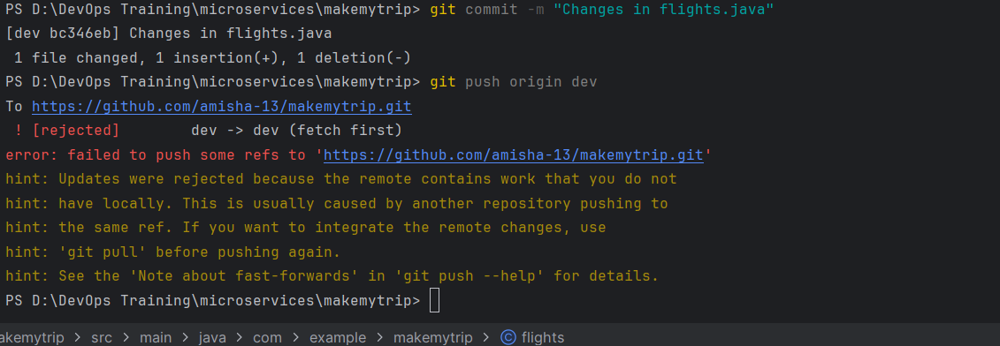 PS D:\DevOps Training\microservices\makemytrip> git commit -m "Changes in flights.java"
[dev bc346eb] Changes in flights.java
 1 file changed, 1 insertion(+), 1 deletion(-)
PS D:\DevOps Training\microservices\makemytrip> git push origin dev
To https://github.com/amisha-13/makemytrip.git
 ! [rejected]        dev -> dev (fetch first)
error: failed to push some refs to 'https://github.com/amisha-13/makemytrip.git'
hint: Updates were rejected because the remote contains work that you do not
hint: have locally. This is usually caused by another repository pushing to
hint: the same ref. If you want to integrate the remote changes, use
hint: 'git pull' before pushing again.
hint: See the 'Note about fast-forwards' in 'git push --help' for details.
PS D:\DevOps Training\microservices\makemytrip>
akemytrip > src > main > java > com > example > makemytrip > © flights